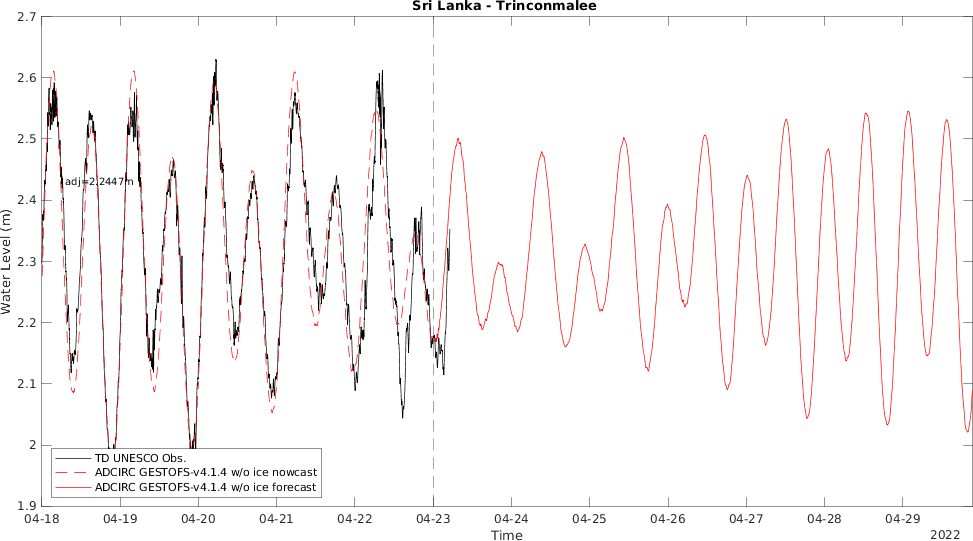 Sri Lanka - Trinconmalee
2.7
2.6
2.5
2.4
2.3
2.2
2.1
2
1.9
Water Level (m)
adj=2.2447m
TD UNESCO Obs.
ADCIRC GESTOFS-v4.1.4 w/o ice nowcast
ADCIRC GESTOFS-v4.1.4 w/o ice forecast
04-18 04-19 04-20 04-21 04-22 04-23 04-24 04-25 04-26 04-27 04-28 04-29
Time
2022